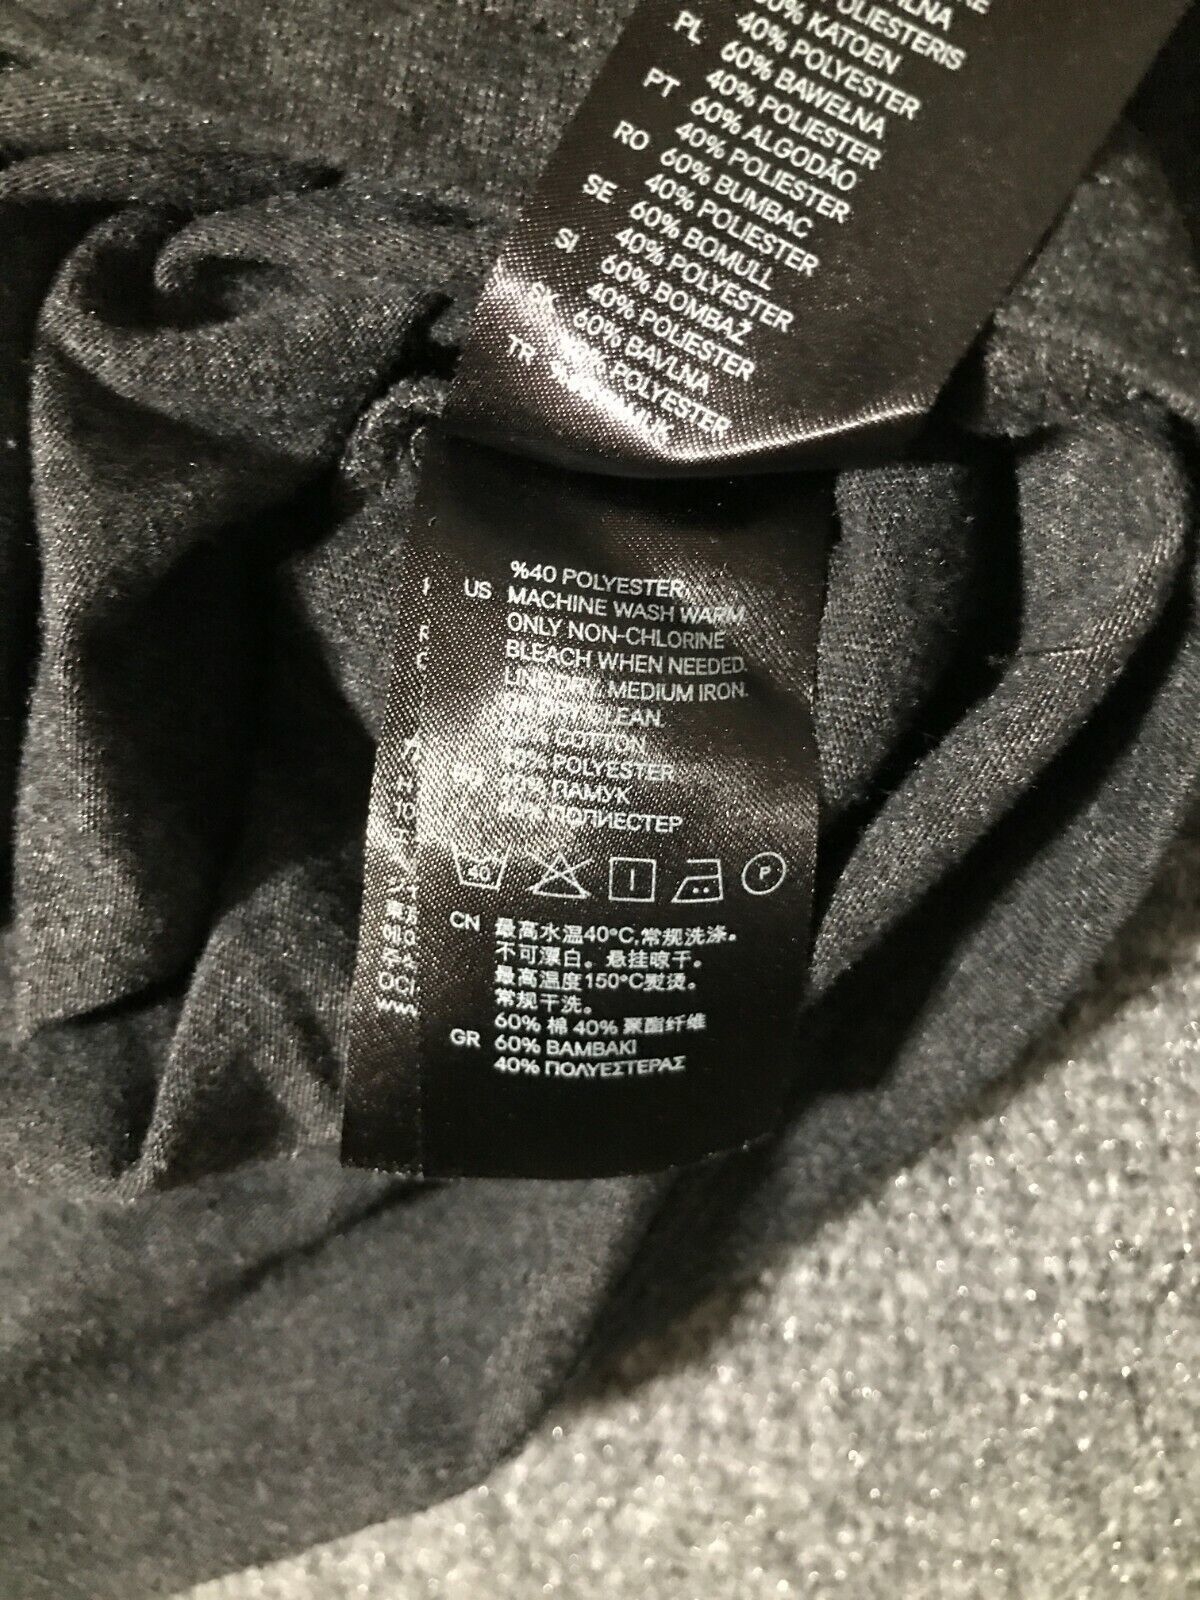 ILNA
OLIESTERIS
KATOEN
40% POLYESTER
PL 60% BAWEŁNA
40% POLIESTER
PT 60% ALGODÃO
40% POLIESTER
RO 60% BUMBAC
40% POLIESTER
SE 60% BOMULL
40% POLYESTER
SI 60% BOMBAŽ
40% POLIESTER
SK 60% BAVLNA
POLYESTER
TR
%40 POLYESTER
US MACHINE WASH WARM
ONLY NON-CHLORINE
BLEACH WHEN NEEDED.
LINE DRY, MEDIUM IRON.
CLEAN.
COTTON
POLYESTER
ПАМУК
ПОЛИЕСТЕР
40
P
CN 最高水温40°C,常规洗涤。
不可漂白。悬挂晾干。
最高温度150°C熨烫。
常规干洗。
60% 棉 40% 聚酯纤维
GR 60% ΒΑΜΒΑΚΙ
40% ΠΟΛΥΕΣΤΕΡΑΣ